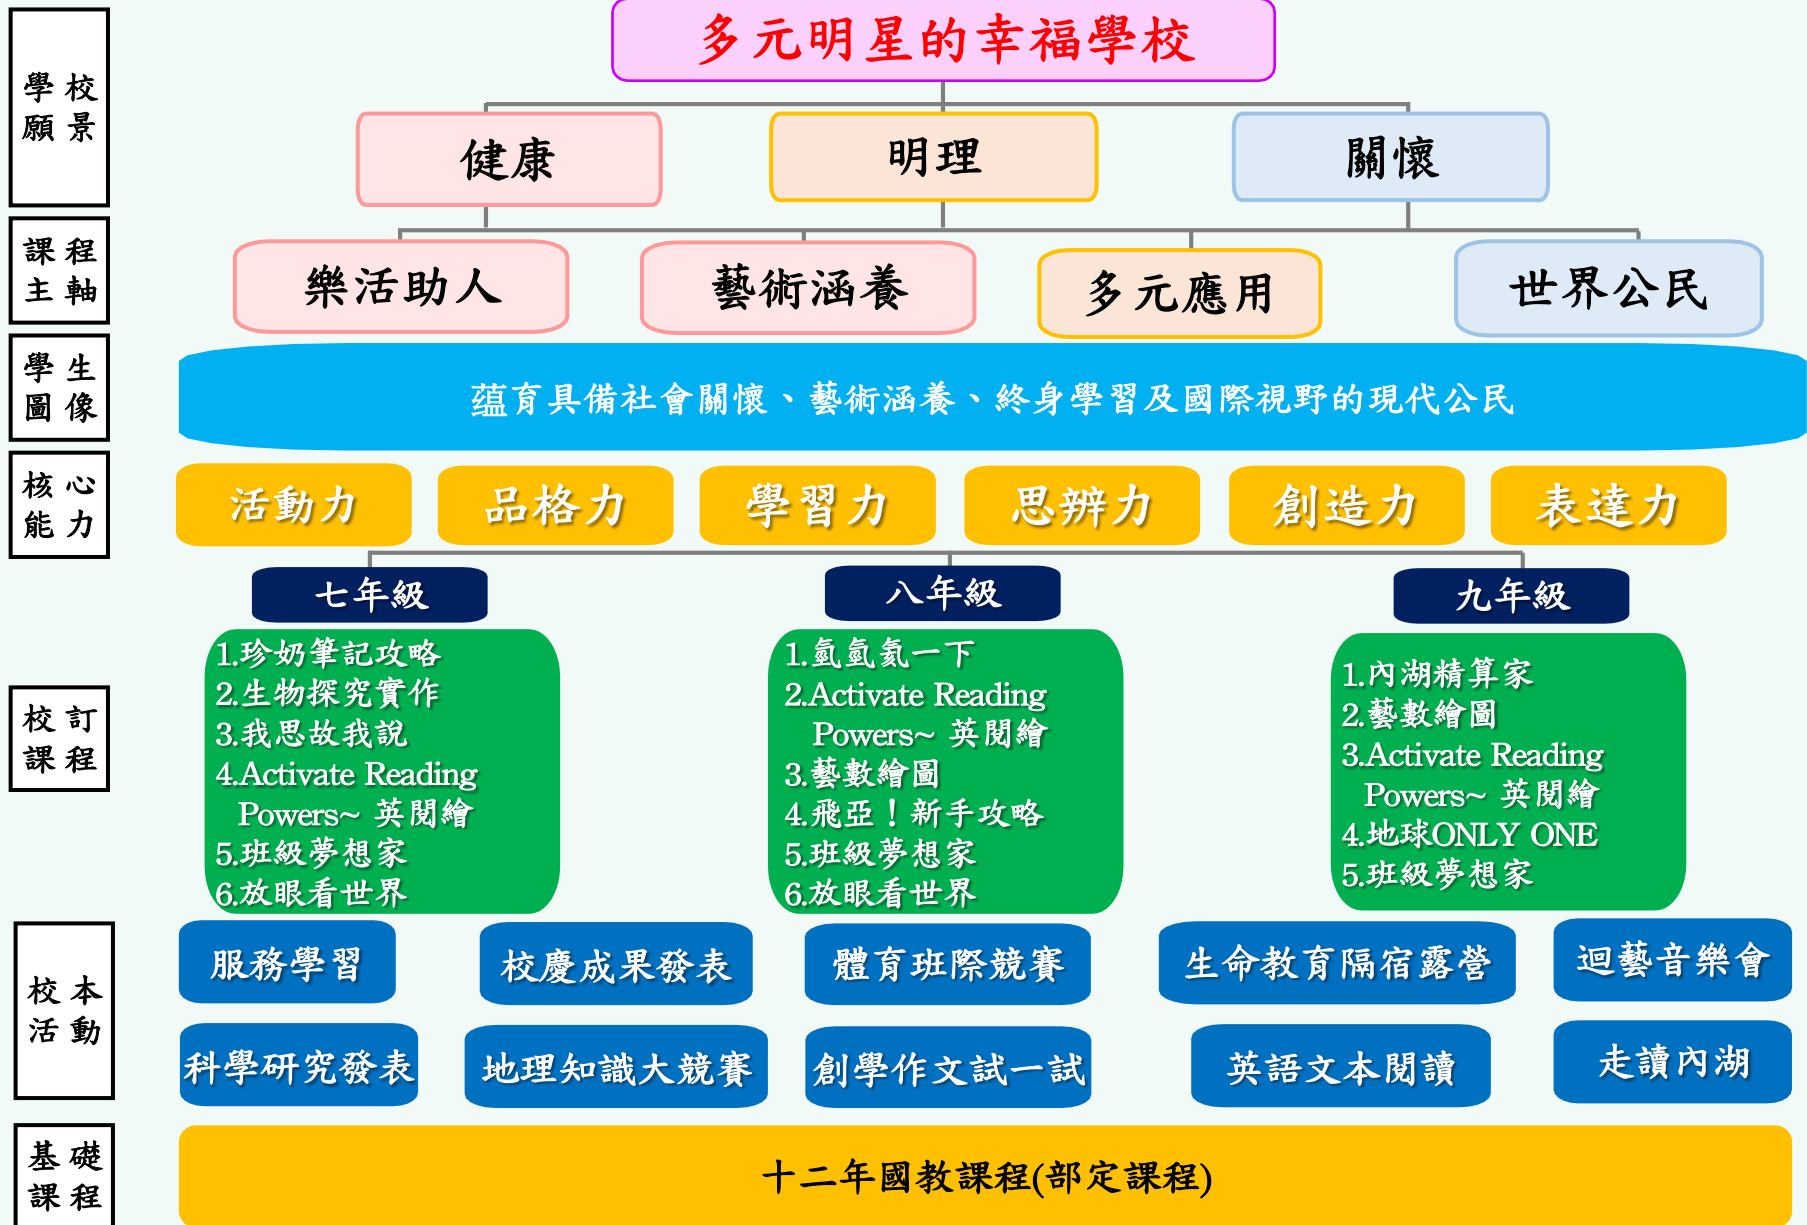 學校
願景
多元明星的幸福學校
健康
明理
關懷
課程
主軸
樂活助人
藝術涵養
多元應用
世界公民
學生
圖像
蕴育具備社會關懷、藝術涵養、終身學習及國際視野的現代公民
核心
能力
活動力
品格力
學習力
思辨力
創造力
表達力
七年級
八年級
九年級
校訂
課程
1.珍奶筆記攻略
2.生物探究實作
3.我思故我說
4.Activate Reading
Powers~ 英閱繪
5.班級夢想家
6.放眼看世界
1.氫氫氦一下
2.Activate Reading
Powers~ 英閱繪
3.藝數繪圖
4.飛亞！新手攻略
5.班級夢想家
6.放眼看世界
1.內湖精算家
2.藝數繪圖
3.Activate Reading
Powers~ 英閱繪
4.地球ONLY ONE
5.班級夢想家
校本
活動
服務學習
校慶成果發表
體育班際競賽
生命教育隔宿露營
迴藝音樂會
科學研究發表
地理知識大競賽
創學作文試一試
英語文本閱讀
走讀內湖
基礎
課程
十二年國教課程(部定課程)